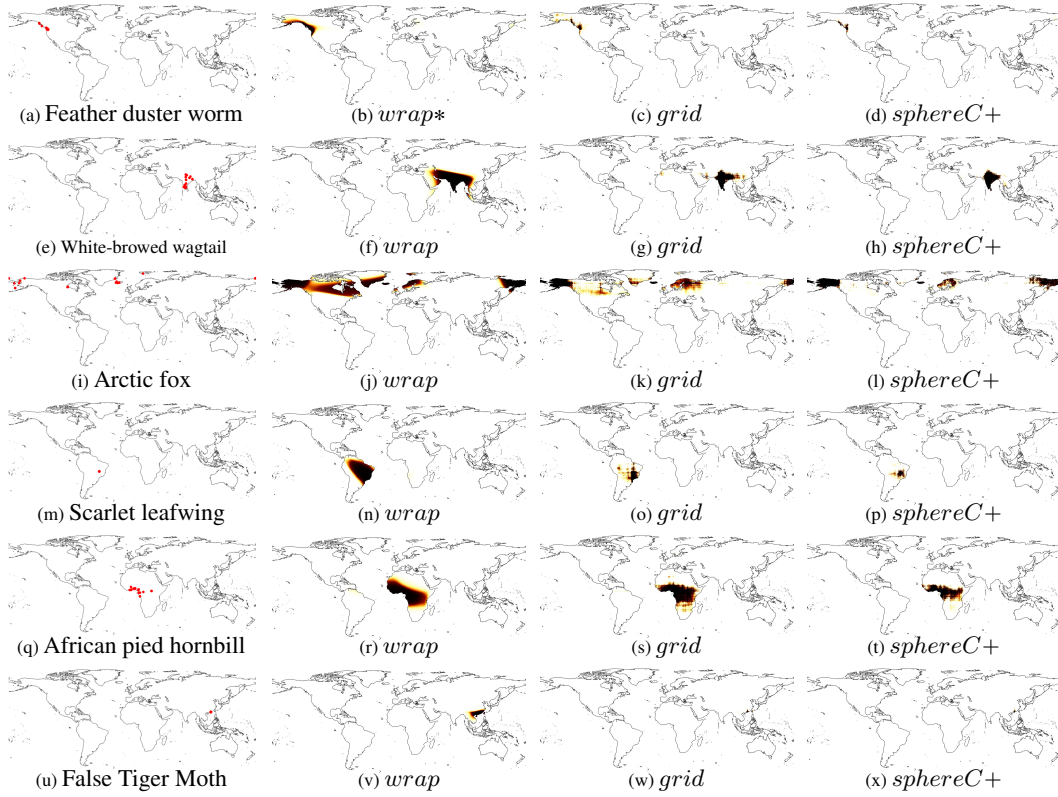 (a) Feather duster worm (b) wrap* (c) grid (d) sphereC+
(e) White-browed wagtail (f) wrap (g) grid (h) sphereC+
(i) Arctic fox (j) wrap (k) grid (l) sphereC+
(m) Scarlet leafwing (n) wrap (o) grid (p) sphereC+
(q) African pied hornbill (r) wrap (s) grid (t) sphereC+
(u) False Tiger Moth (v) wrap (w) grid (x) sphereC+